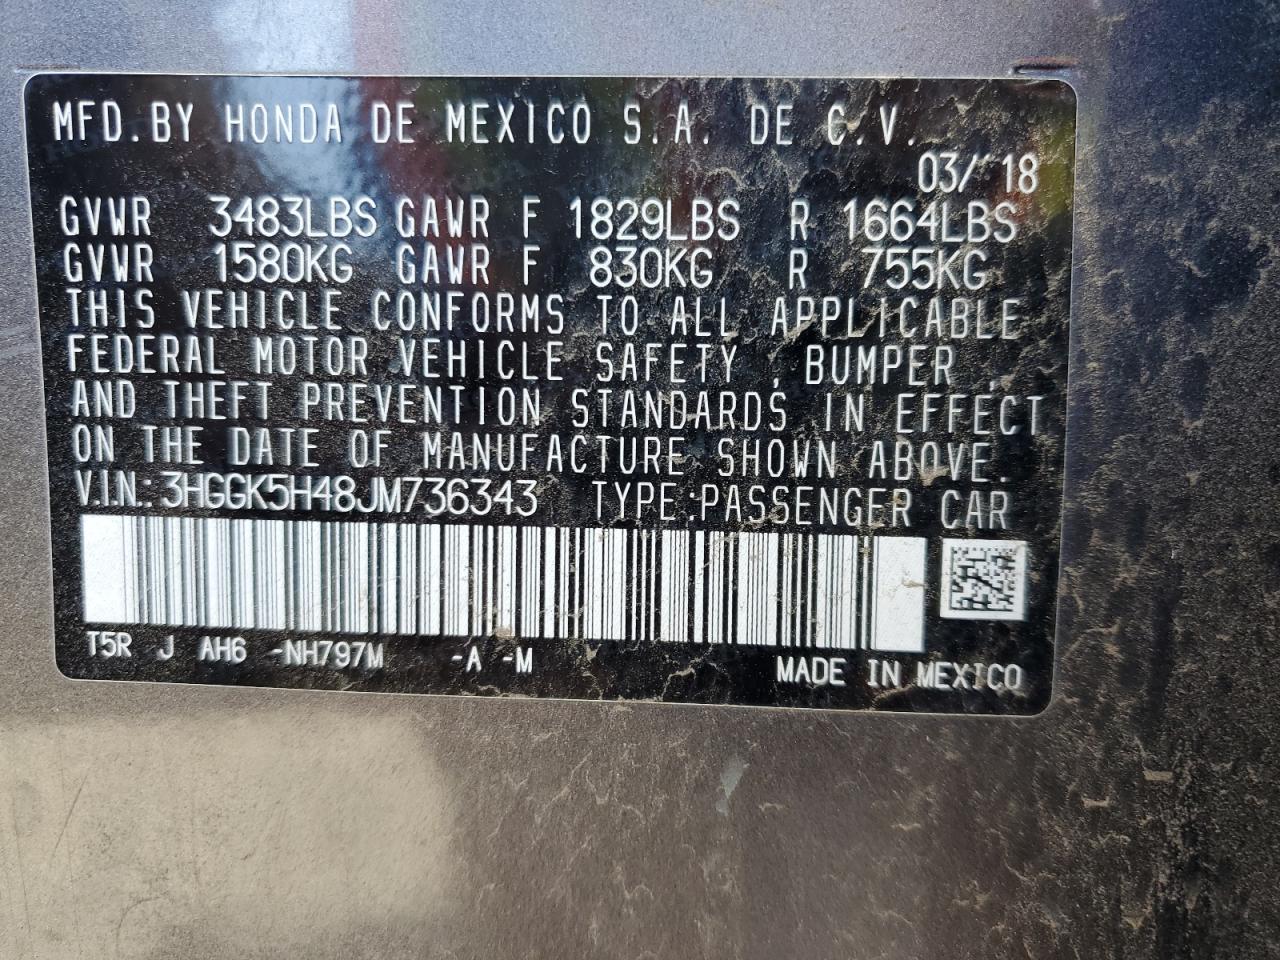 MFD.BY HONDA DE MEXICO S.A. DE C.V.
03/ 18
GVWR 3483LBS GAWR F 1829LBS R 1664LBS
GVWR 1580KG GAWR F 830KG R 755KG
THIS VEHICLE CONFORMS TO ALL APPLICABLE
FEDERAL MOTOR VEHICLE SAFETY , BUMPER ,
AND THEFT PREVENTION STANDARDS IN EFFECT
ON THE DATE OF MANUFACTURE SHOWN ABOVE.
V.I.N.:3HGGK5H48JM736343 TYPE:PASSENGER CAR
T5R J AH6 -NH797M -A -M MADE IN MEXICO